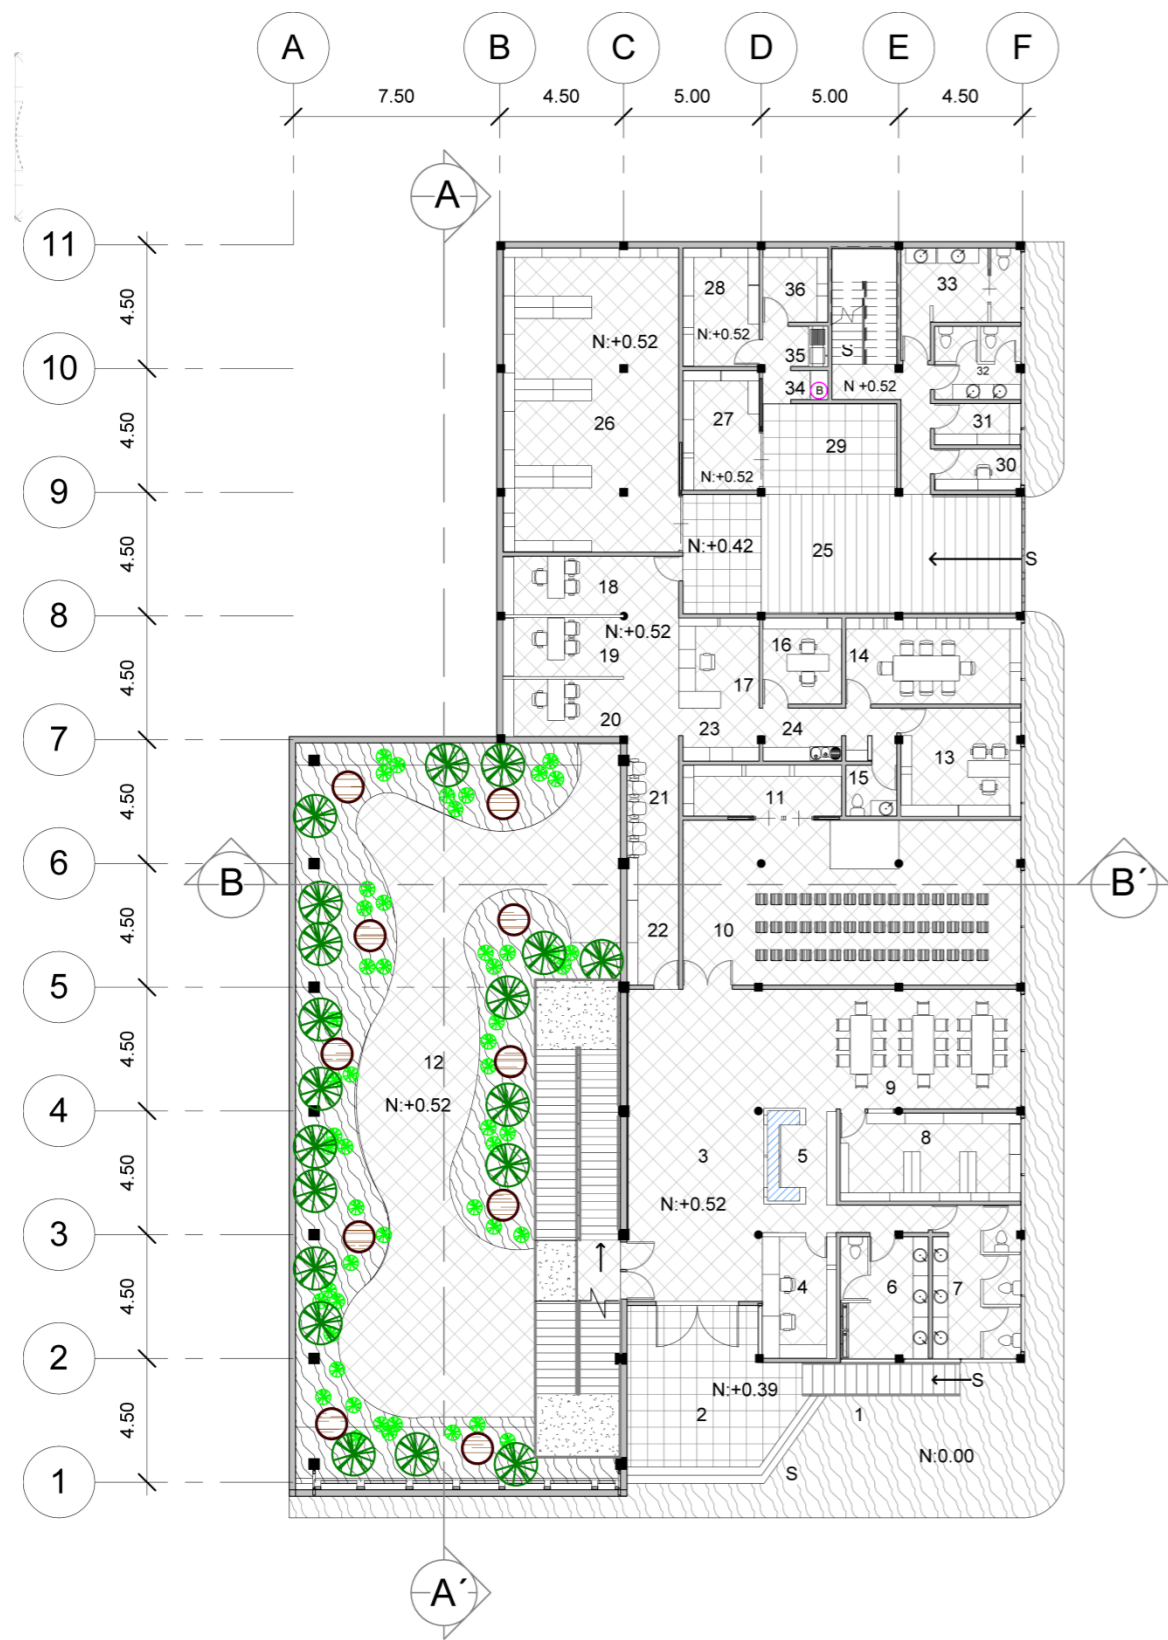 A B C D E F
7.50 4.50 5.00 5.00 4.50
A
11
4.50
10
4.50
9
4.50
8
4.50
7
4.50
6
4.50
5
4.50
4
4.50
3
4.50
2
4.50
1
28
36
33
N:+0.52
N:+0.52
35
S
32
34
B
N +0.52
26
27
31
29
30
N:+0.52
N:+0.42
25
S
18
N:+0.52
19
16
14
17
20
23
24
13
21
11
15
B
B´
22
10
12
N:+0.52
9
3
5
8
N:+0.52
4
6
7
N:+0.39
S
2
1
N:0.00
S
A´